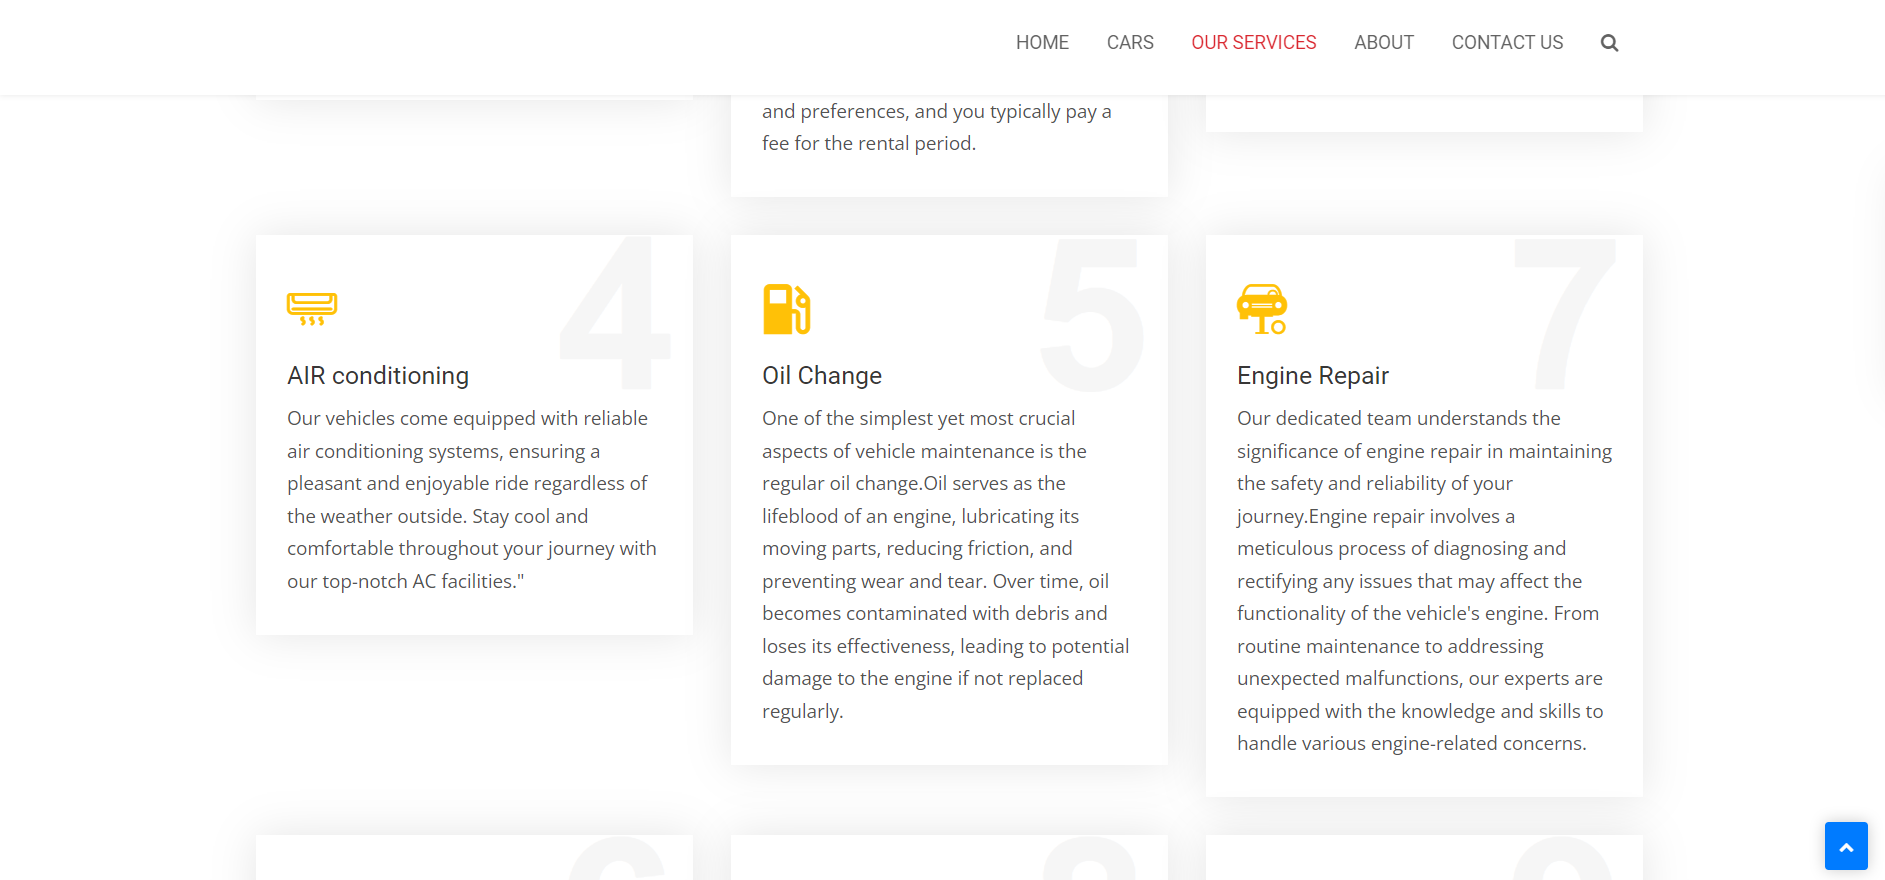 HOME CARS OUR SERVICES ABOUT CONTACT US
and preferences, and you typically pay a
fee for the rental period.
4
AIR conditioning
Our vehicles come equipped with reliable
air conditioning systems, ensuring a
pleasant and enjoyable ride regardless of
the weather outside. Stay cool and
comfortable throughout your journey with
our top-notch AC facilities."
5
Oil Change
One of the simplest yet most crucial
aspects of vehicle maintenance is the
regular oil change.Oil serves as the
lifeblood of an engine, lubricating its
moving parts, reducing friction, and
preventing wear and tear. Over time, oil
becomes contaminated with debris and
loses its effectiveness, leading to potential
damage to the engine if not replaced
regularly.
7
Engine Repair
Our dedicated team understands the
significance of engine repair in maintaining
the safety and reliability of your
journey.Engine repair involves a
meticulous process of diagnosing and
rectifying any issues that may affect the
functionality of the vehicle's engine. From
routine maintenance to addressing
unexpected malfunctions, our experts are
equipped with the knowledge and skills to
handle various engine-related concerns.